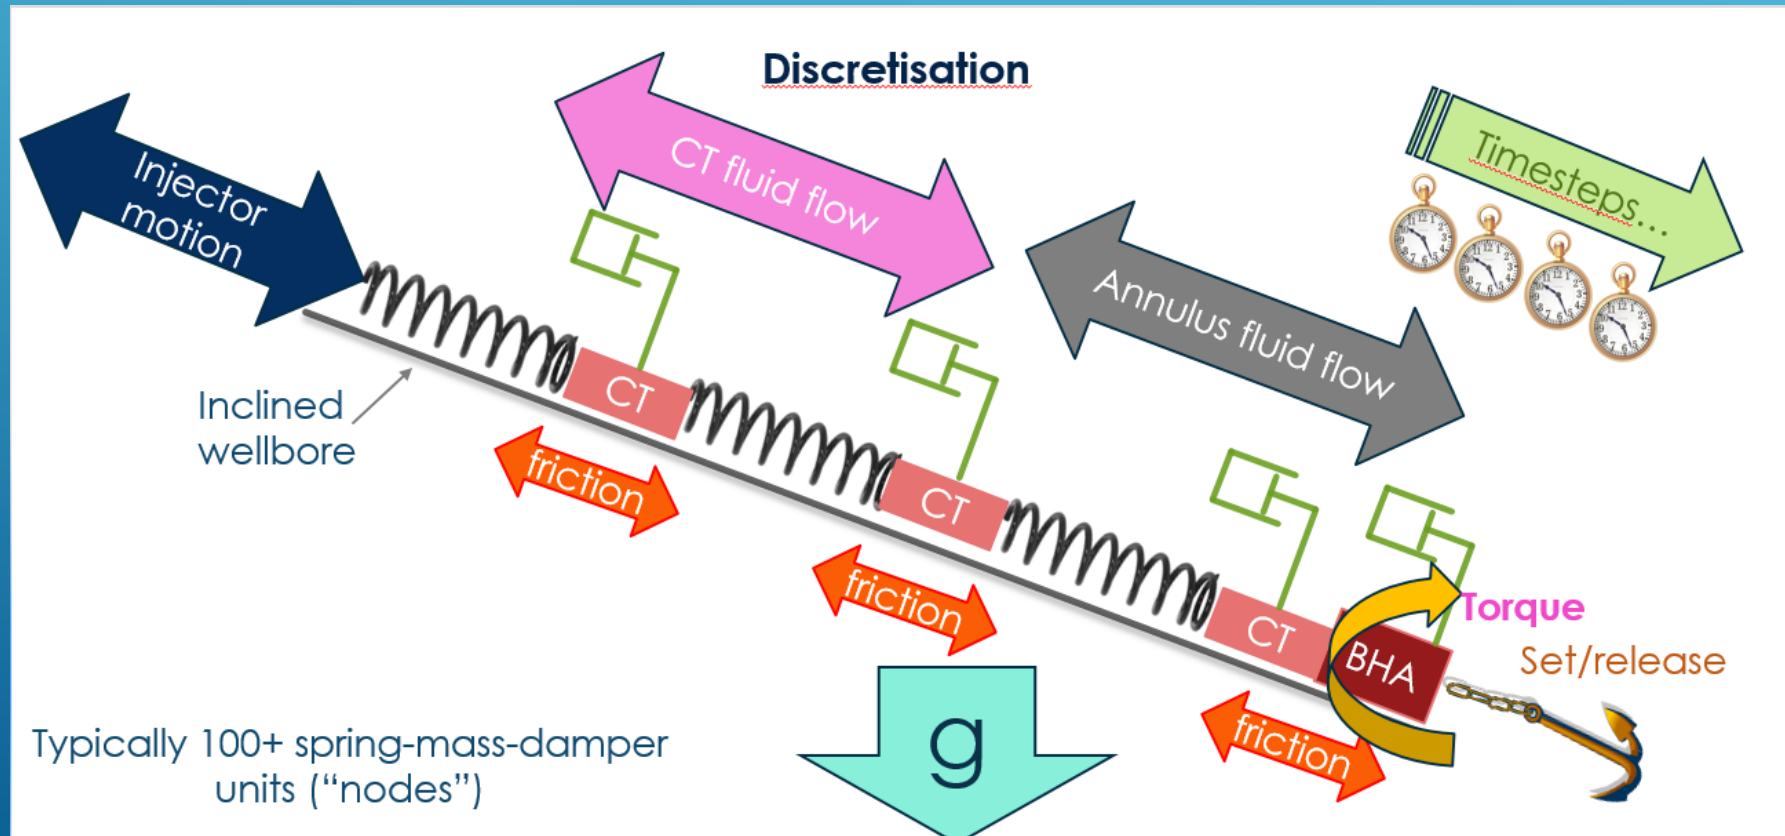 Discretisation
Injector
motion
CT fluid flow
Timesteps...
Annulus fluid flow
Inclined
wellbore
CT
friction
CT
friction
CT
BHA
Torque
Set/release
friction
g
Typically 100+ spring-mass-damper
units (“nodes”)